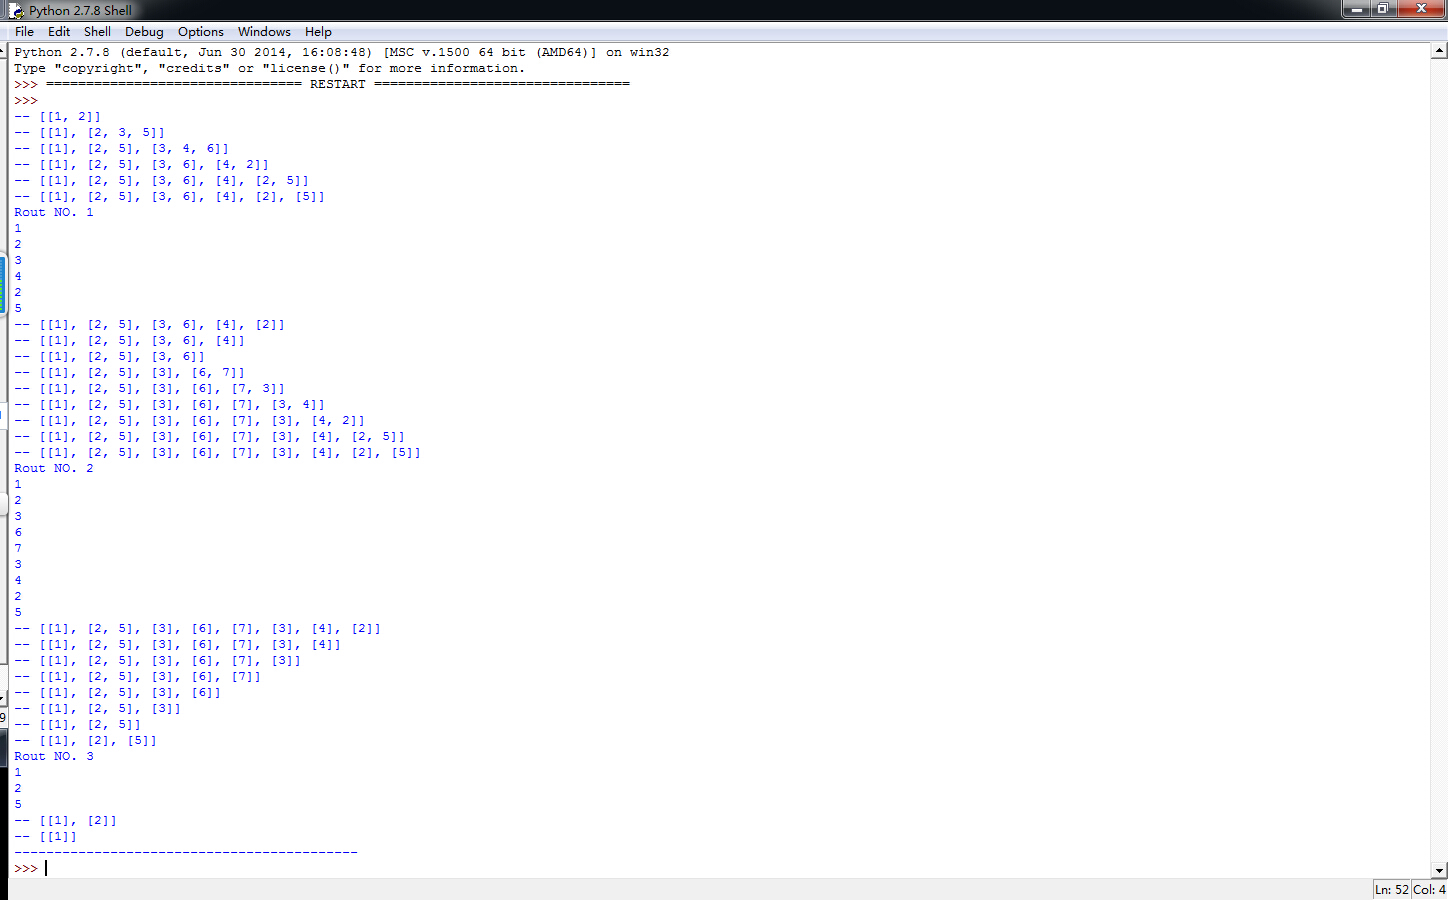 Python 2.7.8 Shell
File Edit Shell Debug Options Windows Help
Python 2.7.8 (default, Jun 30 2014, 16:08:48) [MSC v.1500 64 bit (AMD64)] on win32
Type "copyright", "credits" or "license()" for more information.
>>> ================================ RESTART ================================
>>>
-- [[1, 2]]
-- [[1], [2, 3, 5]]
-- [[1], [2, 5], [3, 4, 6]]
-- [[1], [2, 5], [3, 6], [4, 2]]
-- [[1], [2, 5], [3, 6], [4], [2, 5]]
-- [[1], [2, 5], [3, 6], [4], [2], [5]]
Rout NO. 1
1
2
3
4
2
5
-- [[1], [2, 5], [3, 6], [4], [2]]
-- [[1], [2, 5], [3, 6], [4]]
-- [[1], [2, 5], [3, 6]]
-- [[1], [2, 5], [3], [6, 7]]
-- [[1], [2, 5], [3], [6], [7, 3]]
-- [[1], [2, 5], [3], [6], [7], [3, 4]]
-- [[1], [2, 5], [3], [6], [7], [3], [4, 2]]
-- [[1], [2, 5], [3], [6], [7], [3], [4], [2, 5]]
-- [[1], [2, 5], [3], [6], [7], [3], [4], [2], [5]]
Rout NO. 2
1
2
3
6
7
3
4
2
5
-- [[1], [2, 5], [3], [6], [7], [3], [4], [2]]
-- [[1], [2, 5], [3], [6], [7], [3], [4]]
-- [[1], [2, 5], [3], [6], [7], [3]]
-- [[1], [2, 5], [3], [6], [7]]
-- [[1], [2, 5], [3], [6]]
-- [[1], [2, 5], [3]]
-- [[1], [2, 5]]
-- [[1], [2], [5]]
Rout NO. 3
1
2
5
-- [[1], [2]]
-- [[1]]
-------------------------------------------
>>>
Ln: 52 Col: 4
9